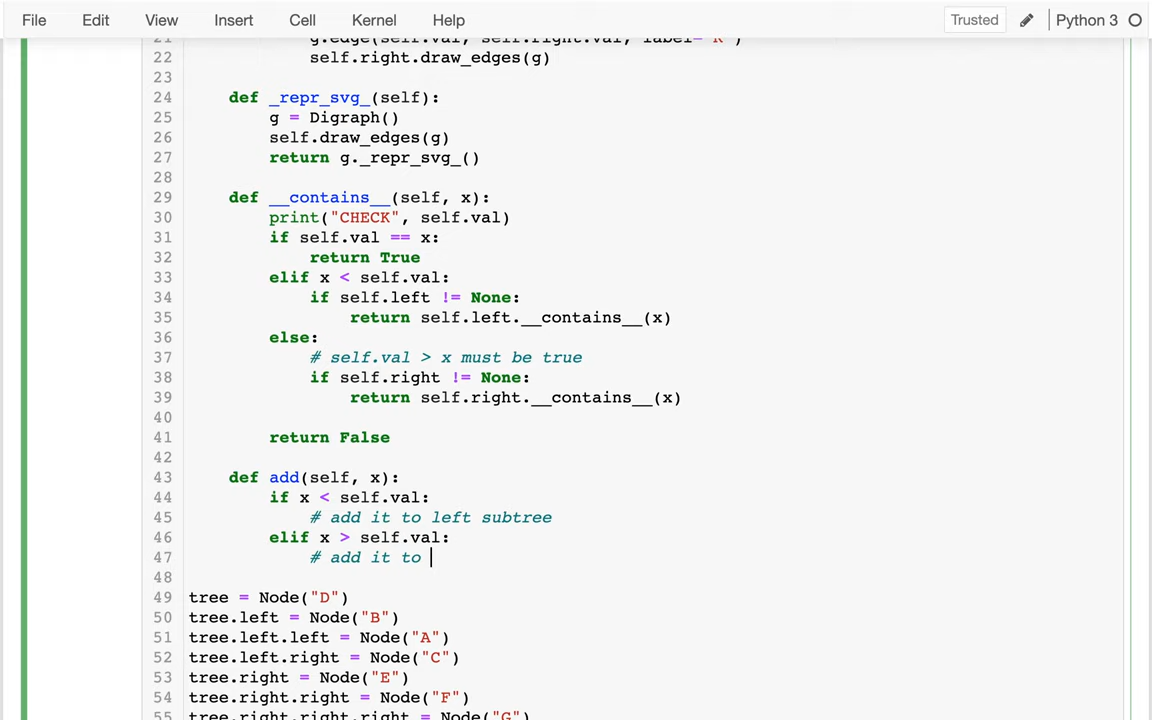 File Edit View Insert Cell Kernel Help Trusted Python 3
21 g.edge(self.val, self.right.val, label="R")
22 self.right.draw_edges(g)
23
24 def _repr_svg_(self):
25 g = Digraph()
26 self.draw_edges(g)
27 return g._repr_svg_()
28
29 def __contains__(self, x):
30 print("CHECK", self.val)
31 if self.val == x:
32 return True
33 elif x < self.val:
34 if self.left != None:
35 return self.left.__contains__(x)
36 else:
37 # self.val > x must be true
38 if self.right != None:
39 return self.right.__contains__(x)
40
41 return False
42
43 def add(self, x):
44 if x < self.val:
45 # add it to left subtree
46 elif x > self.val:
47 # add it to
48
49 tree = Node("D")
50 tree.left = Node("B")
51 tree.left.left = Node("A")
52 tree.left.right = Node("C")
53 tree.right = Node("E")
54 tree.right.right = Node("F")
55 tree.right.right.right = Node("G")